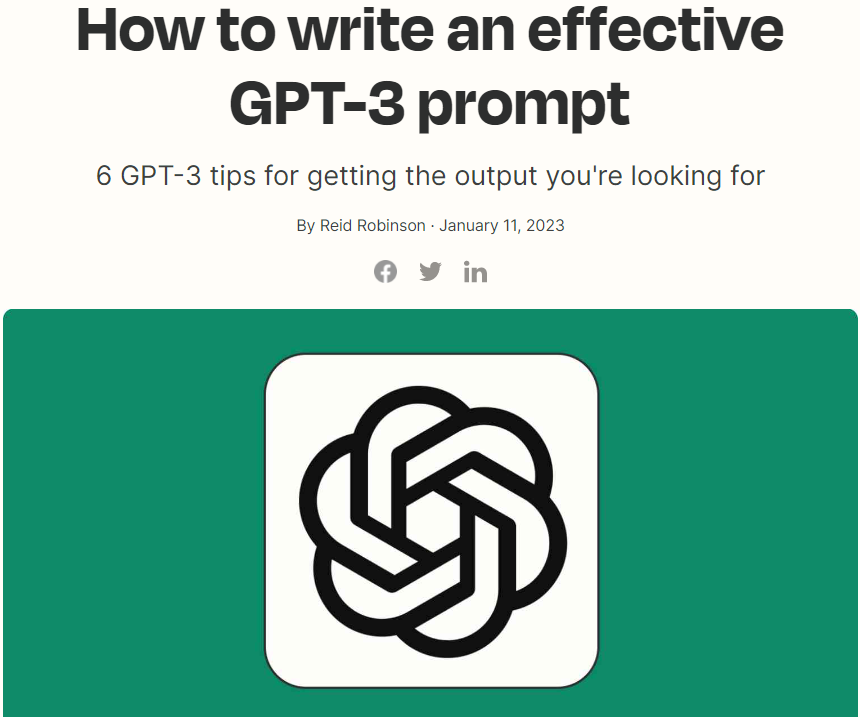 How to write an effective
GPT-3 prompt
6 GPT-3 tips for getting the output you're looking for
By Reid Robinson · January 11, 2023